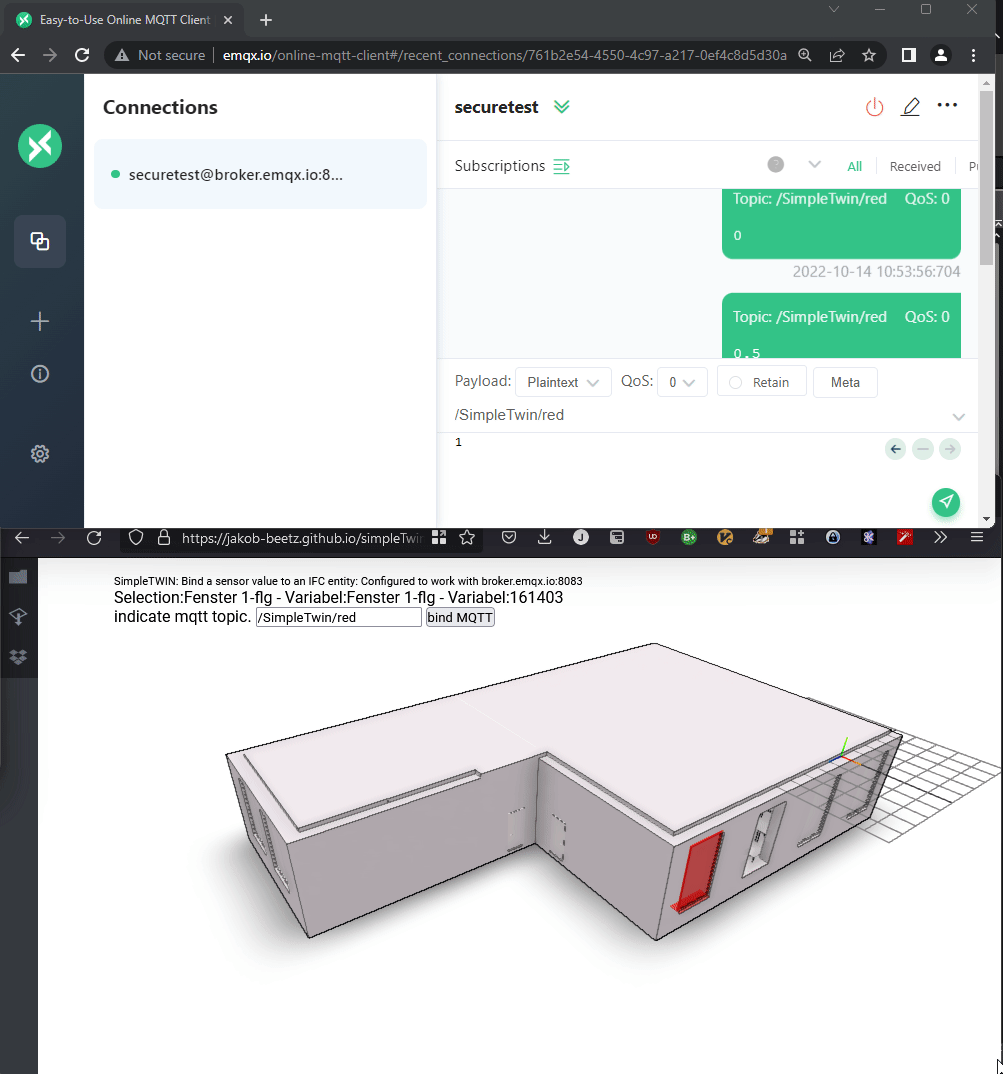 Easy-to-Use Online MQTT Client
Not secure
emqx.io/online-mqtt-client#/recent_connections/761b2e54-4550-4c97-a217-0ef4c8d5d30a
Connections
securetest@broker.emqx.io:8...
securetest
Subscriptions
?
All
Received
Topic: /SimpleTwin/red QoS: 0
0
2022-10-14 10:53:56:704
Topic: /SimpleTwin/red QoS: 0
0.5
Payload:
Plaintext
QoS:
0
Retain
Meta
/SimpleTwin/red
1
https://jakob-beetz.github.io/simpleTwi
SimpleTWIN: Bind a sensor value to an IFC entity: Configured to work with broker.emqx.io:8083
Selection:Fenster 1-flg - Variabel:Fenster 1-flg - Variabel:161403
indicate mqtt topic. /SimpleTwin/red bind MQTT